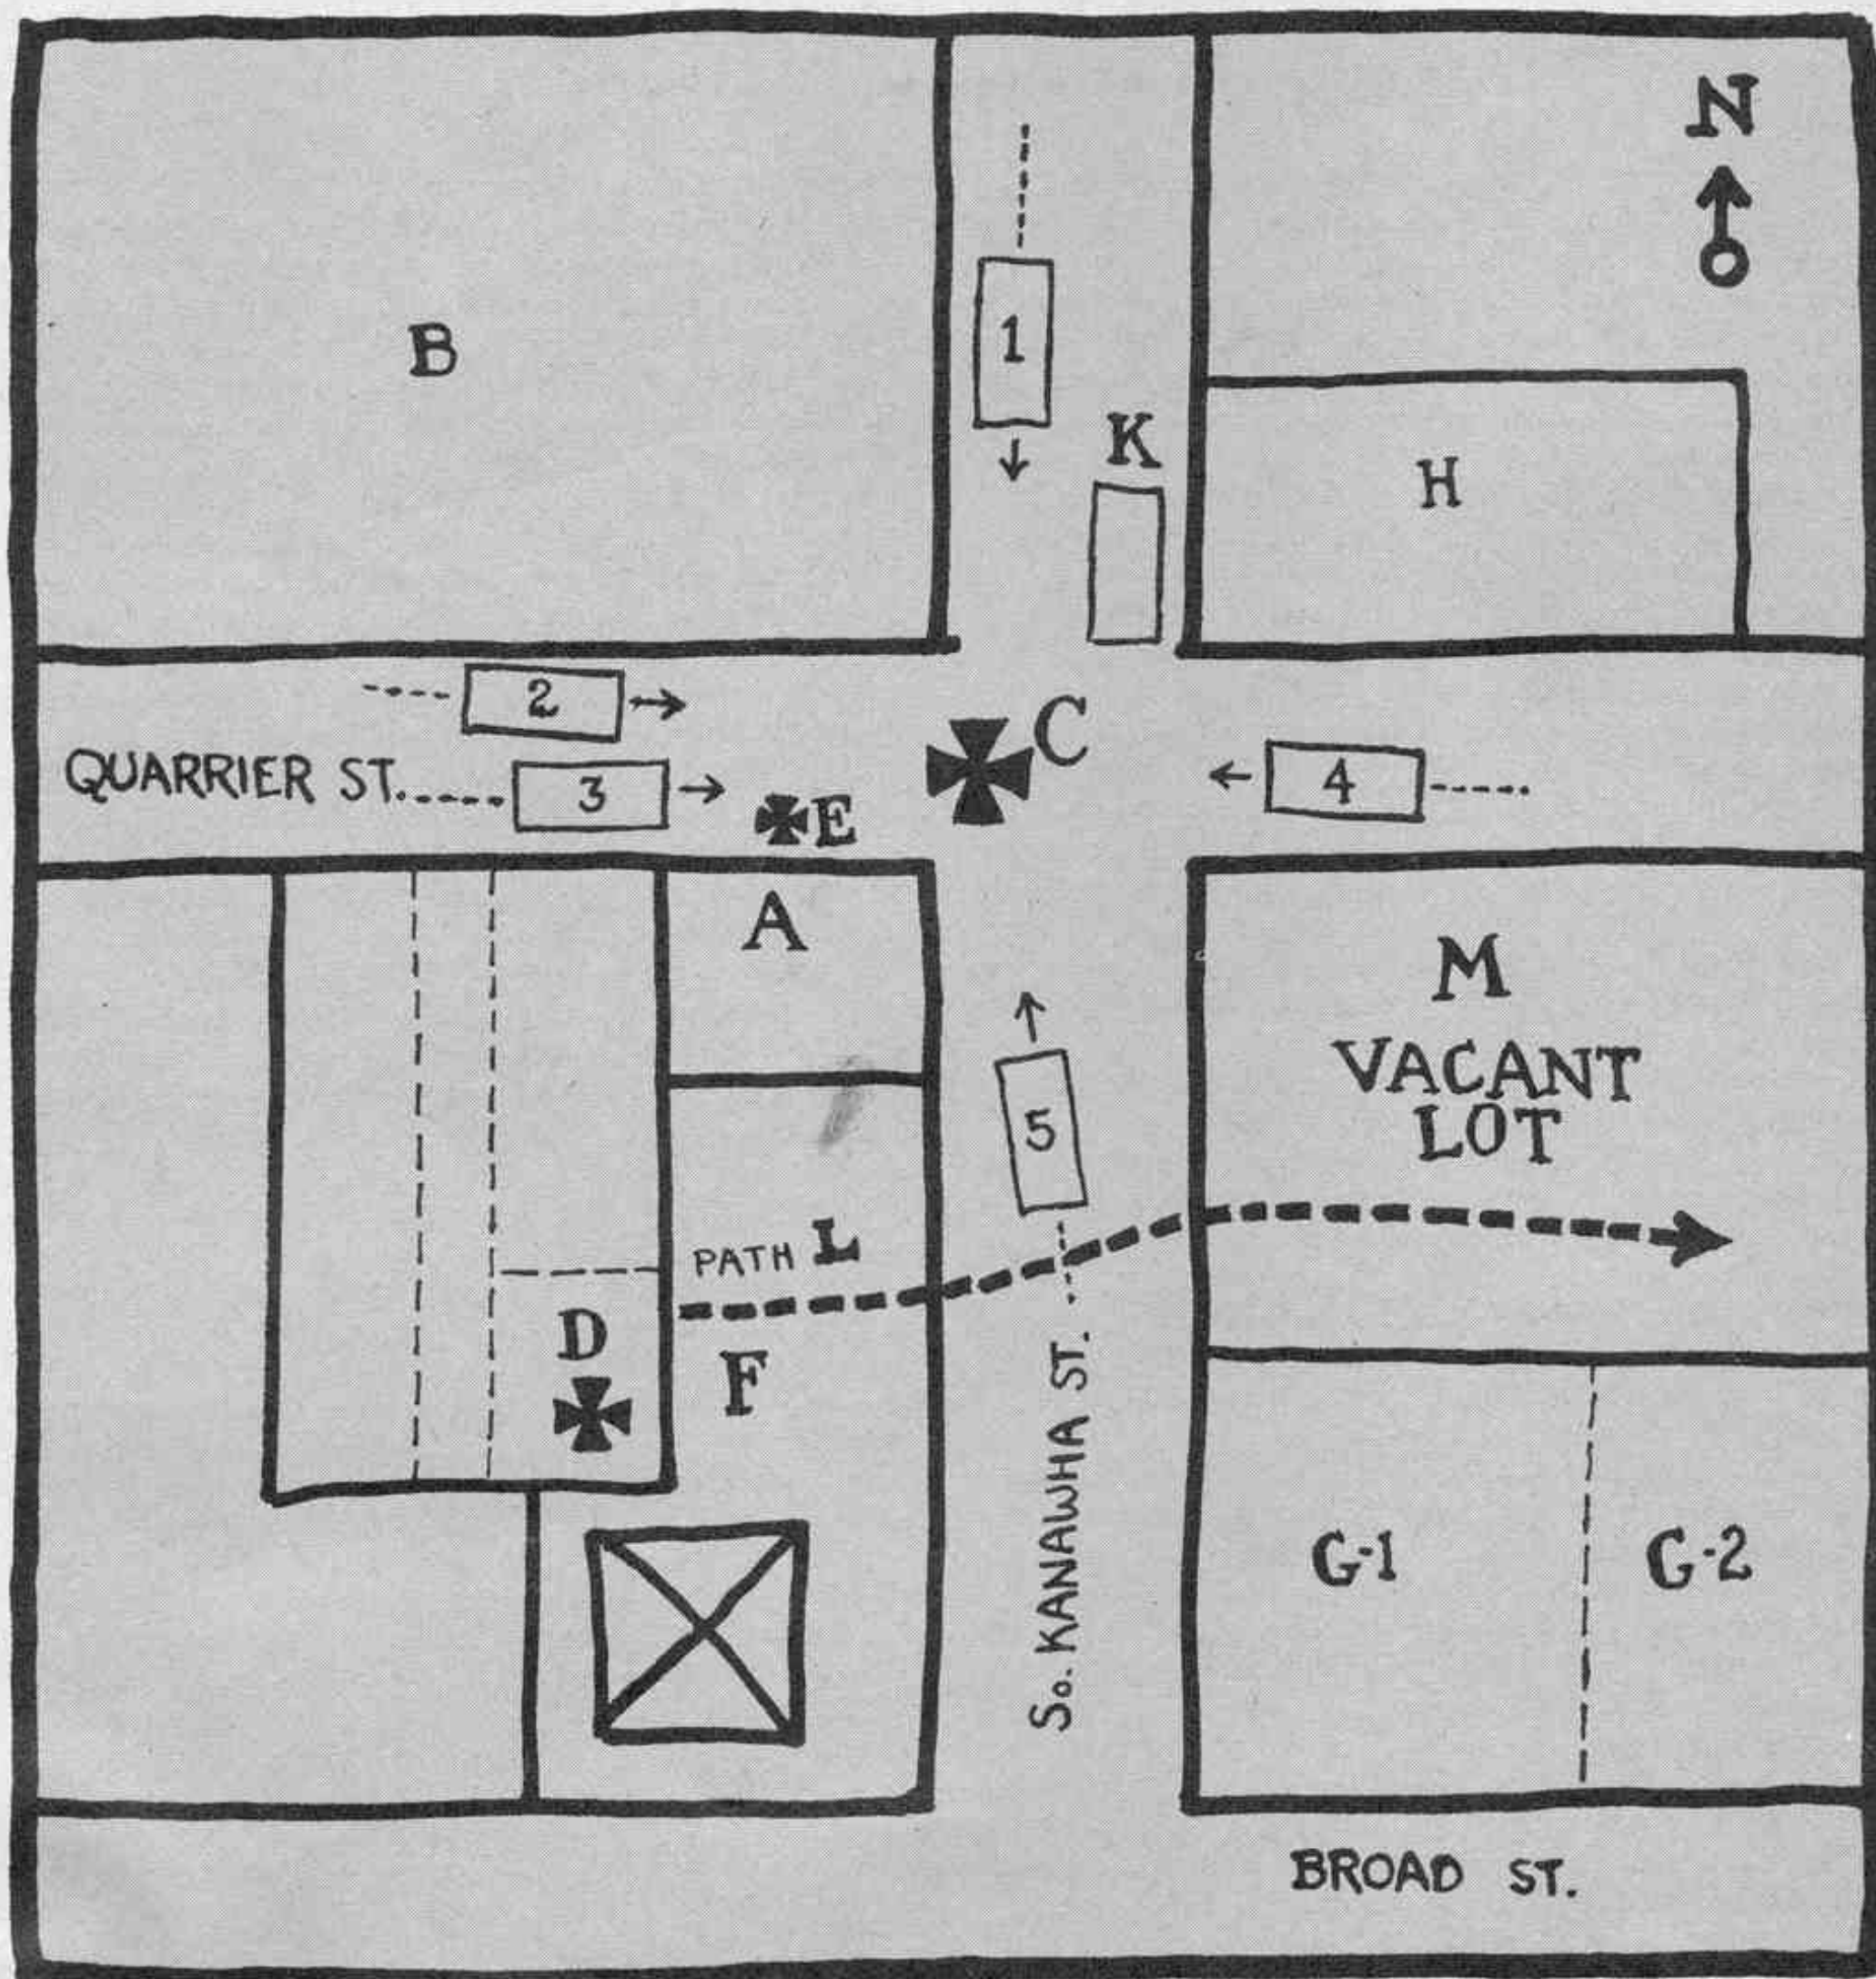 N
B
1
K
H
2
C
QUARRIER ST.
3
4
E
A
M
VACANT
LOT
5
PATH L
D
F
So. KANAWHA ST.
G-1
G-2
BROAD ST.